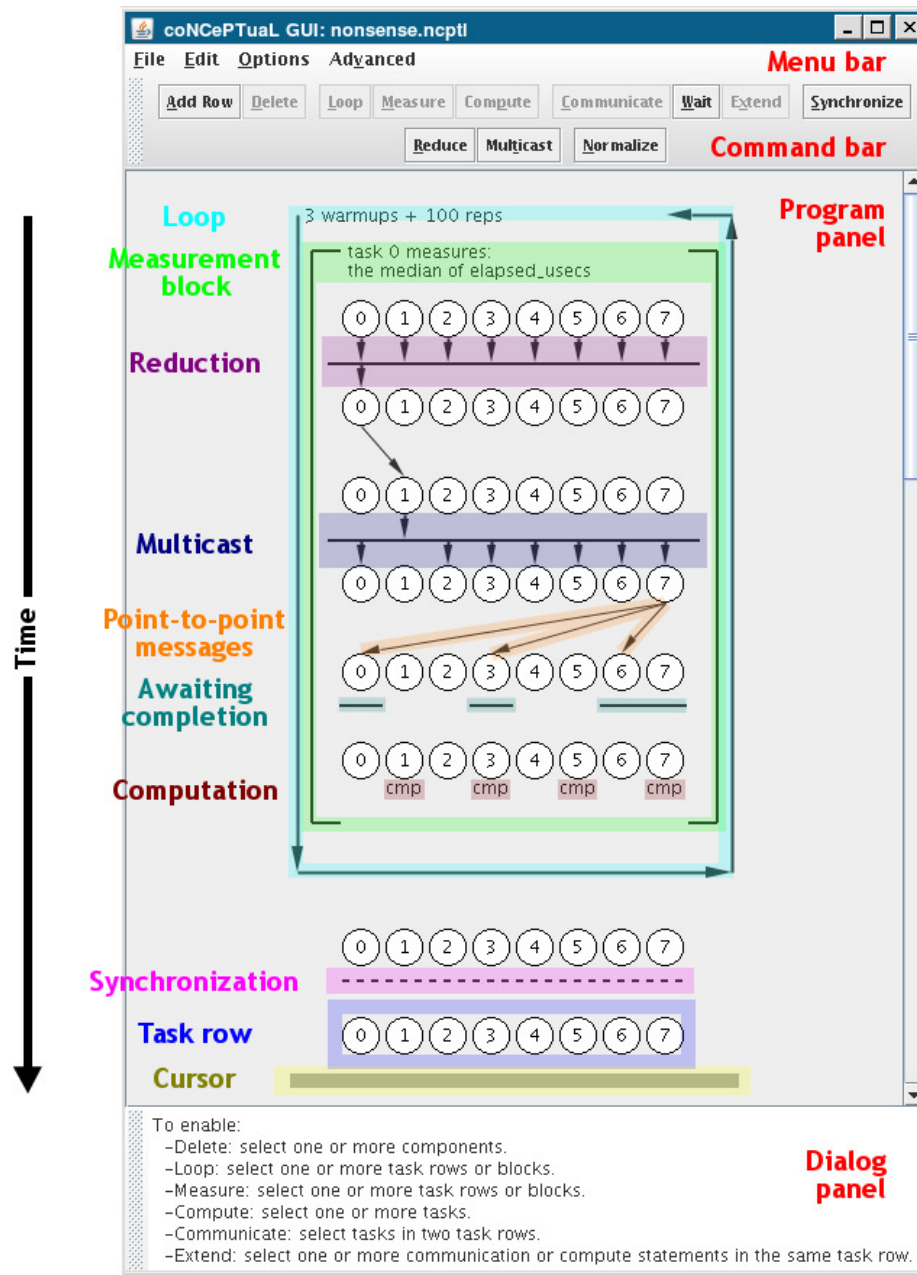 coNCePTuaL GUI: nonsense.ncptl
File Edit Options Advanced
Menu bar
Add Row Delete Loop Measure Compute Communicate Wait Extend Synchronize
Reduce Multicast Normalize
Command bar
Loop
3 warmups + 100 reps
Program
panel
Measurement
block
task 0 measures:
the median of elapsed_usecs
0 1 2 3 4 5 6 7
Reduction
0 1 2 3 4 5 6 7
0 1 2 3 4 5 6 7
Multicast
0 1 2 3 4 5 6 7
Point-to-point
messages
0 1 2 3 4 5 6 7
Awaiting
completion
0 1 2 3 4 5 6 7
Computation
cmp cmp cmp cmp
Time
0 1 2 3 4 5 6 7
Synchronization
Task row
0 1 2 3 4 5 6 7
Cursor
To enable:
-Delete: select one or more components.
-Loop: select one or more task rows or blocks.
-Measure: select one or more task rows or blocks.
-Compute: select one or more tasks.
-Communicate: select tasks in two task rows.
-Extend: select one or more communication or compute statements in the same task row.
Dialog
panel